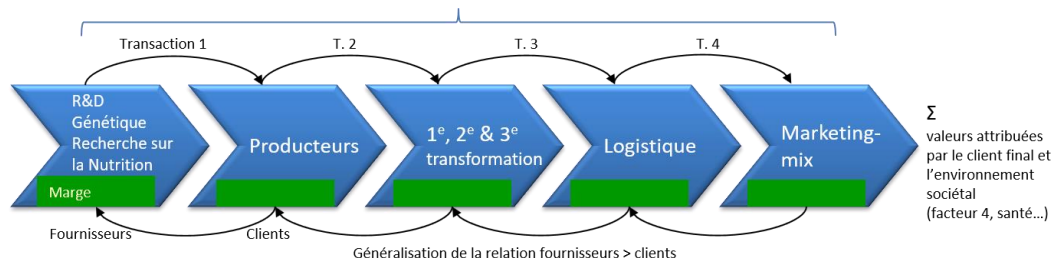 Transaction 1
T. 2
T. 3
T. 4
R&D
Génétique
Recherche sur
la Nutrition
Marge
Producteurs
1e, 2e & 3e
transformation
Logistique
Marketing-
mix
Σ
valeurs attribuées
par le client final et
l'environnement
sociétal
(facteur 4, santé...)
Fournisseurs
Clients
Généralisation de la relation fournisseurs > clients